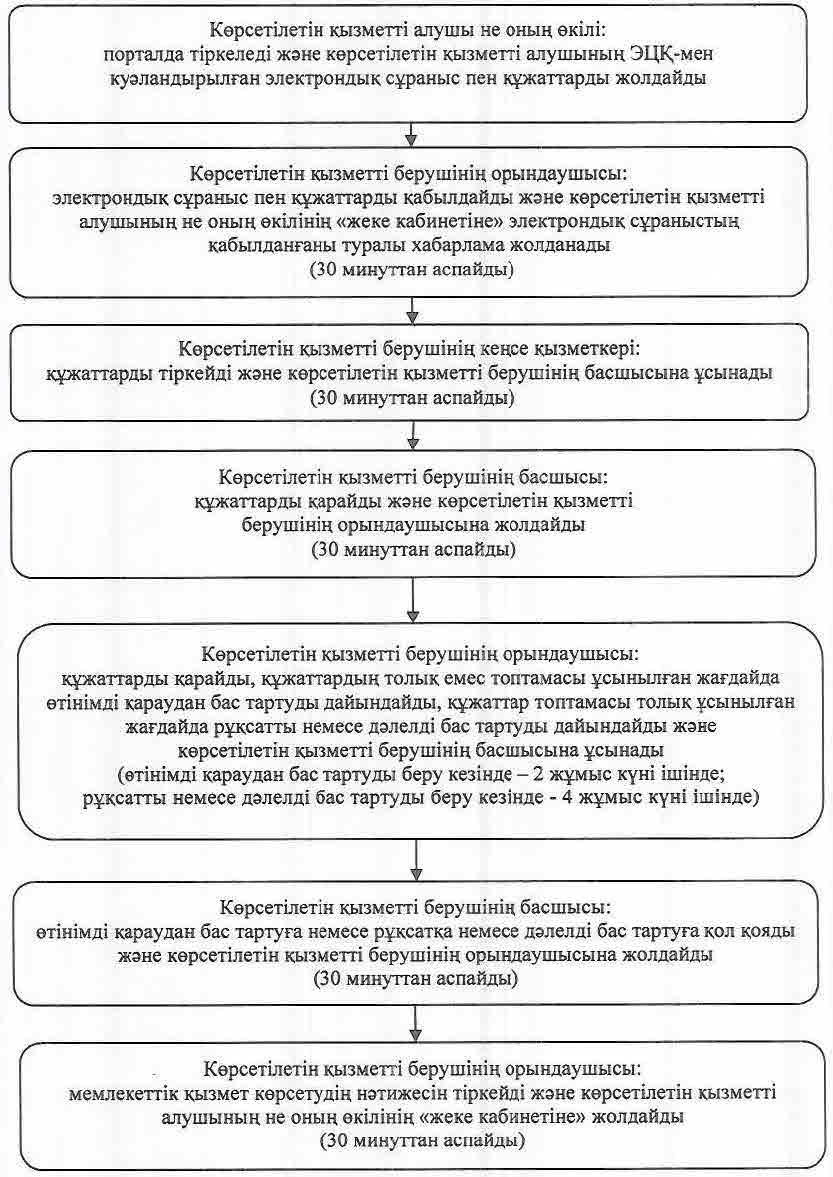 Көрсетілетін қызметті алушы не оның өкілі:
порталда тіркеледі және көрсетілетін қызметті алушының ЭЦҚ-мен
куәландырылған электрондық сұраныс пен құжаттарды жолдайды
Көрсетілетін қызметті берушінің орындаушысы:
электрондық сұраныс пен құжаттарды қабылдайды және көрсетілетін қызметті
алушының не оның өкілінің «жеке кабинетіне» электрондық сұраныстың
қабылданғаны туралы хабарлама жолданады
(30 минуттан аспайды)
Көрсетілетін қызметті берушінің кеңсе қызметкері:
құжаттарды тіркейді және көрсетілетін қызметті берушінің басшысына ұсынады
(30 минуттан аспайды)
Көрсетілетін қызметті берушінің басшысы:
құжаттарды қарайды және көрсетілетін қызметті
берушінің орындаушысына жолдайды
(30 минуттан аспайды)
Көрсетілетін қызметті берушінің орындаушысы:
құжаттарды қарайды, құжаттардың толық емес топтамасы ұсынылған жағдайда
өтінімді қараудан бас тартуды дайындайды, құжаттар топтамасы толық ұсынылған
жағдайда рұқсатты немесе дәлелді бас тартуды дайындайды және
көрсетілетін қызметті берушінің басшысына ұсынады
(өтінімді қараудан бас тартуды беру кезінде – 2 жұмыс күні ішінде;
рұқсатты немесе дәлелді бас тартуды беру кезінде - 4 жұмыс күні ішінде)
Көрсетілетін қызметті берушінің басшысы:
өтінімді қараудан бас тартуға немесе рұқсатқа немесе дәлелді бас тартуға қол қояды
және көрсетілетін қызметті берушінің орындаушысына жолдайды
(30 минуттан аспайды)
Көрсетілетін қызметті берушінің орындаушысы:
мемлекеттік қызмет көрсетудің нәтижесін тіркейді және көрсетілетін қызметті
алушының не оның өкілінің «жеке кабинетіне» жолдайды
(30 минуттан аспайды)